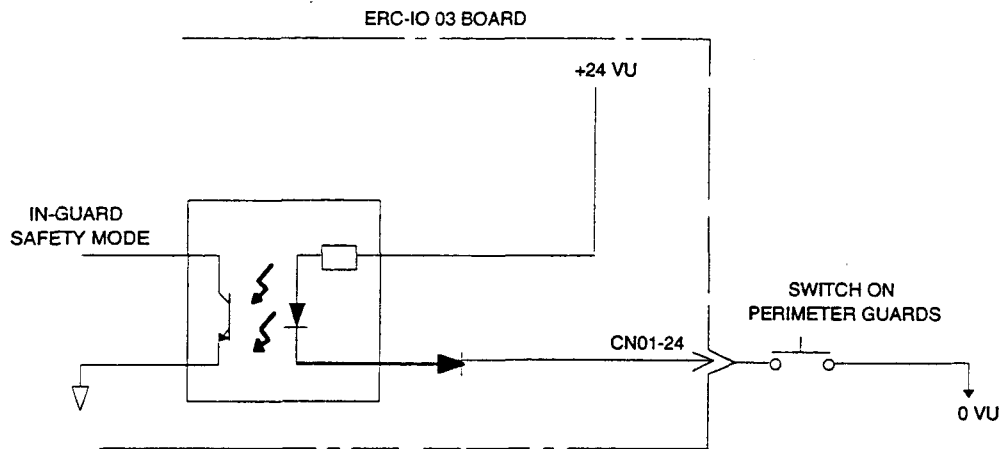 ERC-IO 03 BOARD
+24 VU
IN-GUARD
SAFETY MODE
SWITCH ON
PERIMETER GUARDS
CN01-24
0 VU